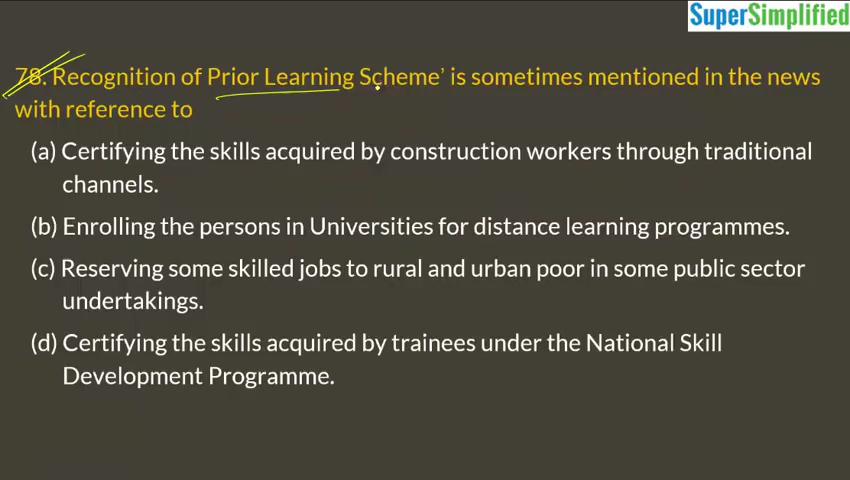 SuperSimplified
78. Recognition of Prior Learning Scheme’ is sometimes mentioned in the news
with reference to
(a) Certifying the skills acquired by construction workers through traditional
channels.
(b) Enrolling the persons in Universities for distance learning programmes.
(c) Reserving some skilled jobs to rural and urban poor in some public sector
undertakings.
(d) Certifying the skills acquired by trainees under the National Skill
Development Programme.